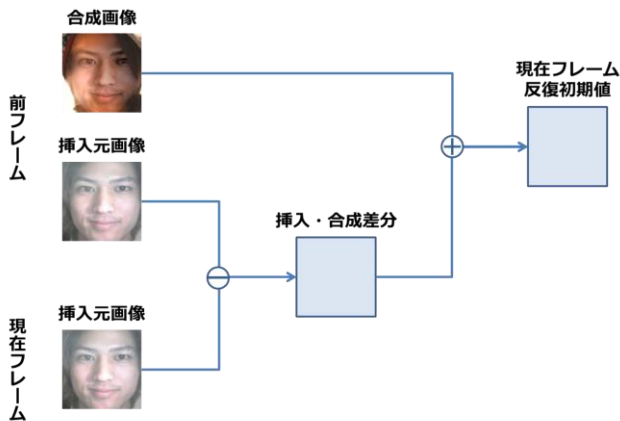 合成画像
前フレーム
挿入元画像
現在フレーム
反復初期値
挿入・合成差分
現在フレーム
挿入元画像